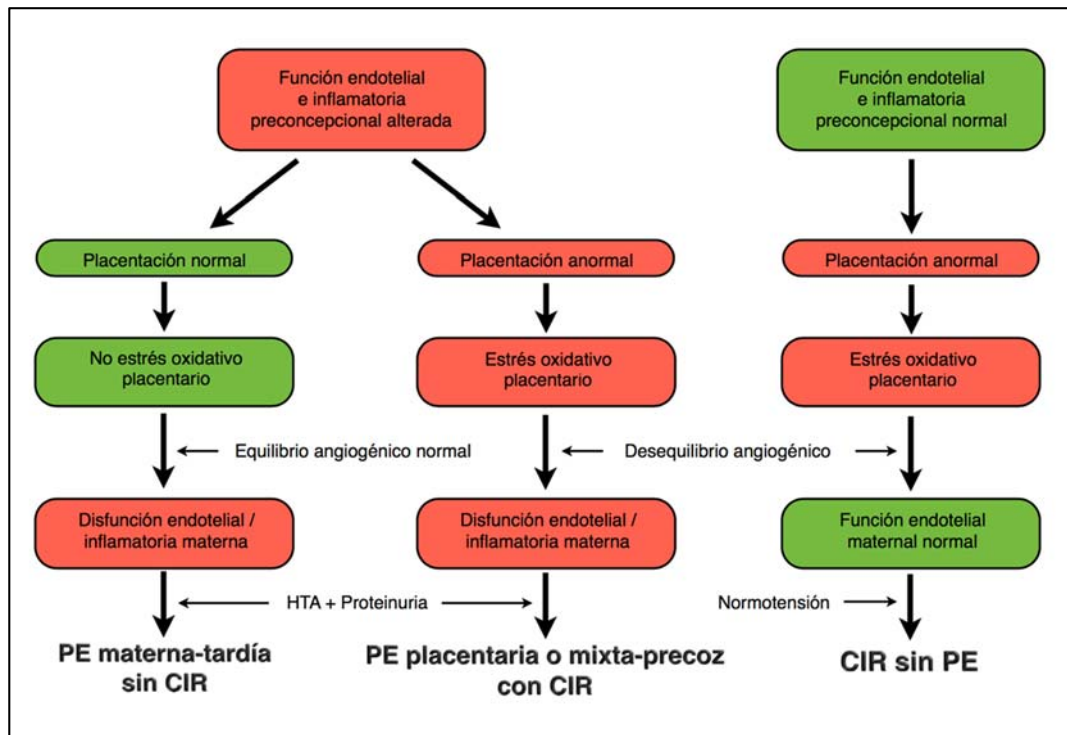 Función endotelial
e inflamatoria
preconcepcional alterada
Función endotelial
e inflamatoria
preconcepcional normal
Placentación normal
Placentación anormal
Placentación anormal
No estrés oxidativo
placentario
Estrés oxidativo
placentario
Estrés oxidativo
placentario
Equilibrio angiogénico normal
Desequilibrio angiogénico
Disfunción endotelial /
inflamatoria materna
Disfunción endotelial /
inflamatoria materna
Función endotelial
maternal normal
HTA + Proteinuria
Normotensión
PE materna-tardía
sin CIR
PE placentaria o mixta-precoz
con CIR
CIR sin PE